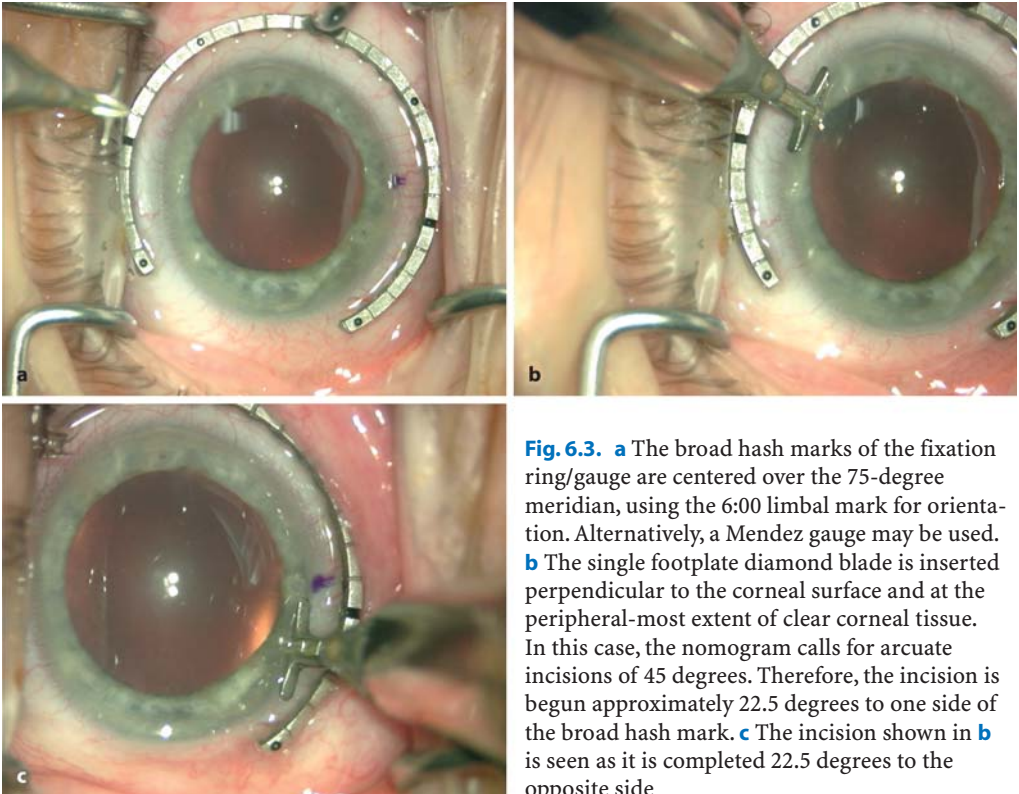 a
b
c
Fig. 6.3. a The broad hash marks of the fixation
ring/gauge are centered over the 75-degree
meridian, using the 6:00 limbal mark for orienta-
tion. Alternatively, a Mendez gauge may be used.
b The single footplate diamond blade is inserted
perpendicular to the corneal surface and at the
peripheral-most extent of clear corneal tissue.
In this case, the nomogram calls for arcuate
incisions of 45 degrees. Therefore, the incision is
begun approximately 22.5 degrees to one side of
the broad hash mark. c The incision shown in b
is seen as it is completed 22.5 degrees to the
opposite side